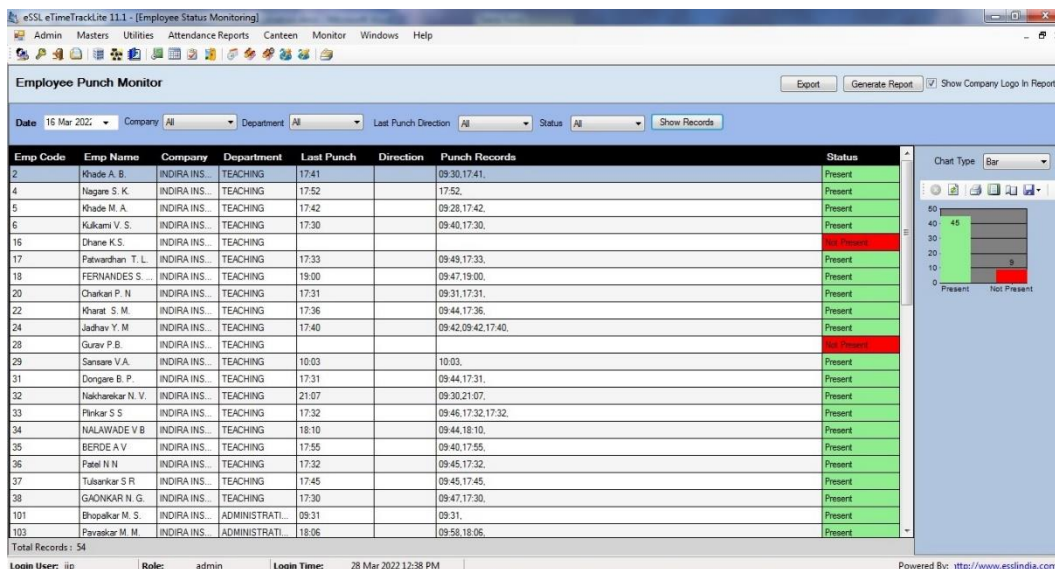 eSSL eTimeTrackLite 11.1 - [Employee Status Monitoring]
Admin Masters Utilities Attendance Reports Canteen Monitor Windows Help
Employee Punch Monitor
Export Generate Report Show Company Logo In Report
Date 16 Mar 2022 Company All Department All Last Punch Direction All Status All Show Records
Emp Code Emp Name Company Department Last Punch Direction Punch Records Status
2 Khade A. B. INDIRA INS... TEACHING 17:41 09:30,17:41, Present
4 Nagare S. K. INDIRA INS... TEACHING 17:52 17:52, Present
5 Khade M. A. INDIRA INS... TEACHING 17:42 09:28,17:42, Present
6 Kulkarni V. S. INDIRA INS... TEACHING 17:30 09:40,17:30, Present
16 Dhane K.S. INDIRA INS... TEACHING Not Present
17 Patwardhan T. L. INDIRA INS... TEACHING 17:33 09:49,17:33, Present
18 FERNANDES S. ... INDIRA INS... TEACHING 19:00 09:47,19:00, Present
20 Charkari P. N INDIRA INS... TEACHING 17:31 09:31,17:31, Present
22 Kharat S. M. INDIRA INS... TEACHING 17:36 09:44,17:36, Present
24 Jadhav Y. M INDIRA INS... TEACHING 17:40 09:42,09:42,17:40, Present
28 Gurav P.B. INDIRA INS... TEACHING Not Present
29 Sansare V.A. INDIRA INS... TEACHING 10:03 10:03, Present
31 Dongare B. P. INDIRA INS... TEACHING 17:31 09:44,17:31, Present
32 Nakharekar N. V. INDIRA INS... TEACHING 21:07 09:30,21:07, Present
33 Plinkar S S INDIRA INS... TEACHING 17:32 09:46,17:32,17:32, Present
34 NALAWADE V B INDIRA INS... TEACHING 18:10 09:44,18:10, Present
35 BERDE A V INDIRA INS... TEACHING 17:55 09:40,17:55, Present
36 Patel N N INDIRA INS... TEACHING 17:32 09:45,17:32, Present
37 Tulsankar S R INDIRA INS... TEACHING 17:45 09:45,17:45, Present
38 GAONKAR N. G. INDIRA INS... TEACHING 17:30 09:47,17:30, Present
101 Bhopalkar M. S. INDIRA INS... ADMINISTRATI... 09:31 09:31, Present
103 Pavaskar M. M. INDIRA INS... ADMINISTRATI... 18:06 09:58,18:06, Present
Chart Type Bar
50
40 45
30
20
10 9
0
Present Not Present
Total Records : 54
Login User: iip Role: admin Login Time: 28 Mar 2022 12:38 PM Powered By: http://www.esslindia.com